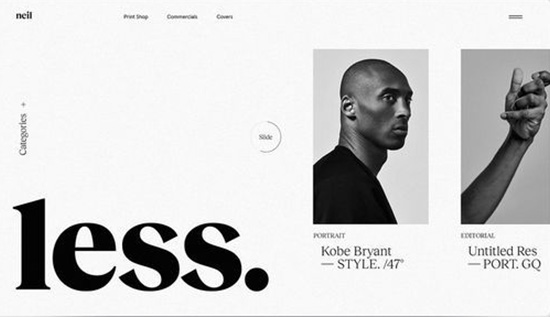 neil
Print Shop
Commercials
Covers
Categories +
Slide
less.
PORTRAIT
Kobe Bryant
— STYLE. /47°
EDITORIAL
Untitled Res
— PORT. GQ